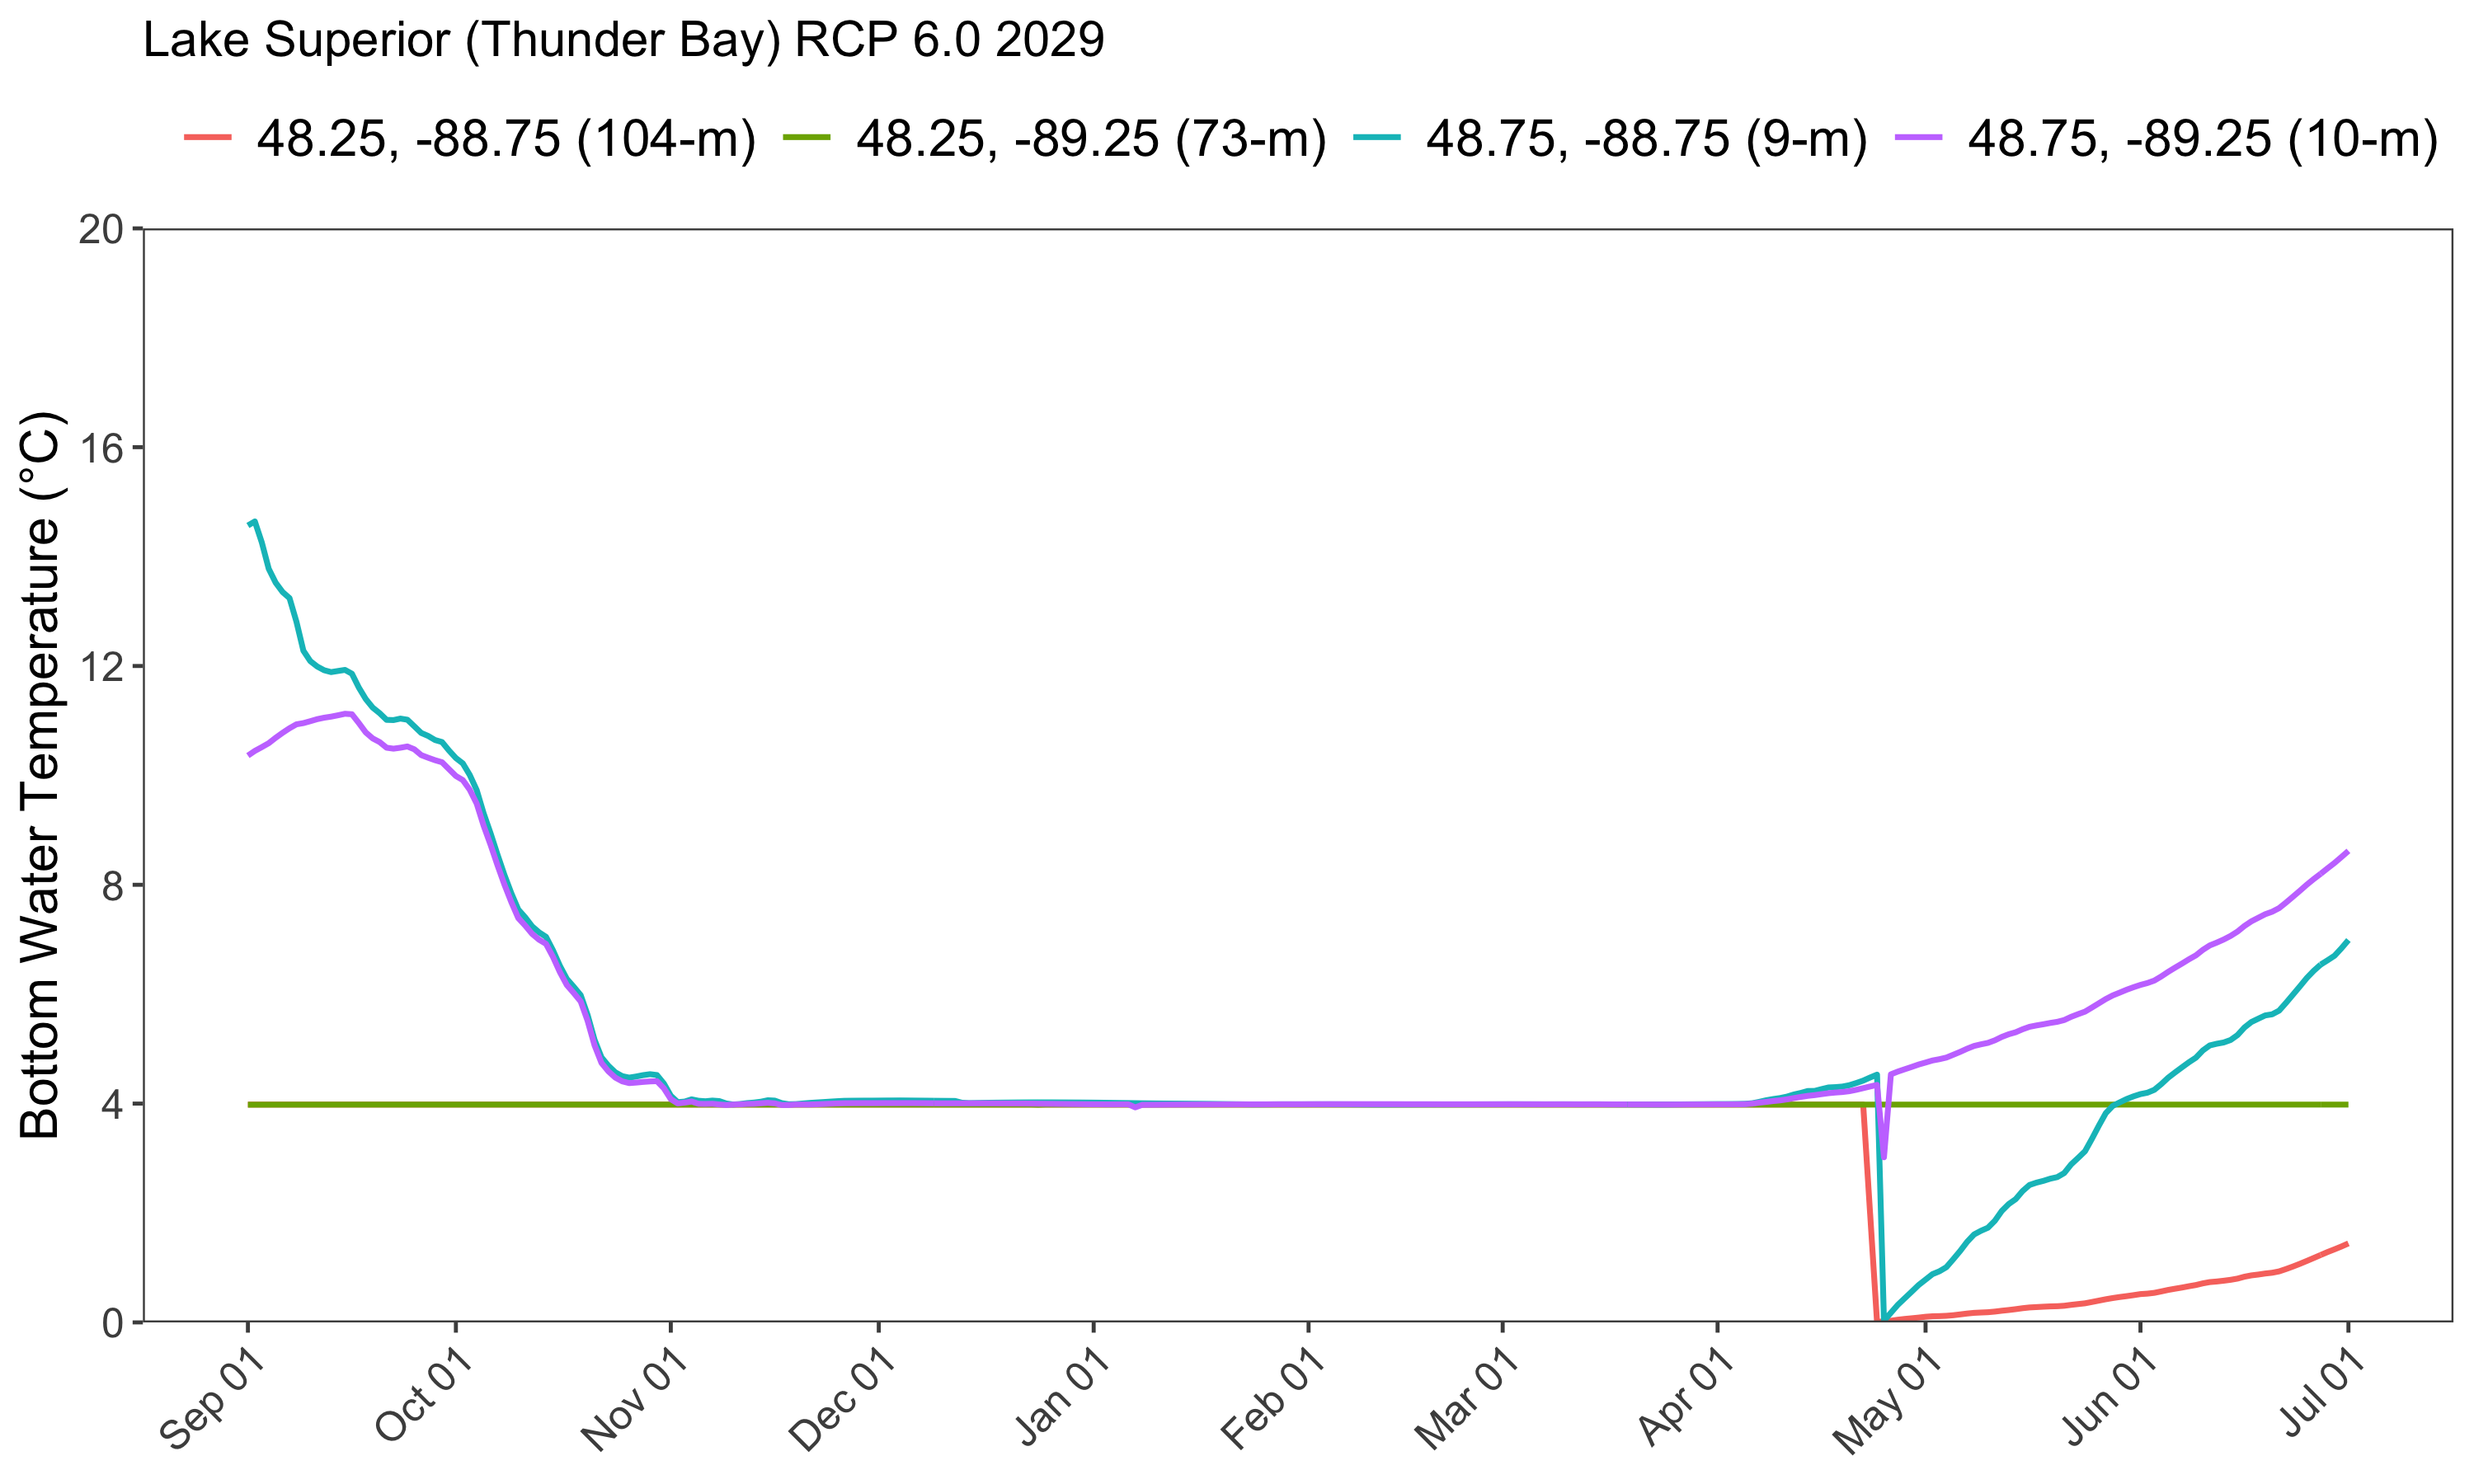 Lake Superior (Thunder Bay) RCP 6.0 2029
48.25, -88.75 (104-m) 48.25, -89.25 (73-m) 48.75, -88.75 (9-m) 48.75, -89.25 (10-m)
Bottom Water Temperature (°C)
20
16
12
8
4
0
Sep 01 Oct 01 Nov 01 Dec 01 Jan 01 Feb 01 Mar 01 Apr 01 May 01 Jun 01 Jul 01